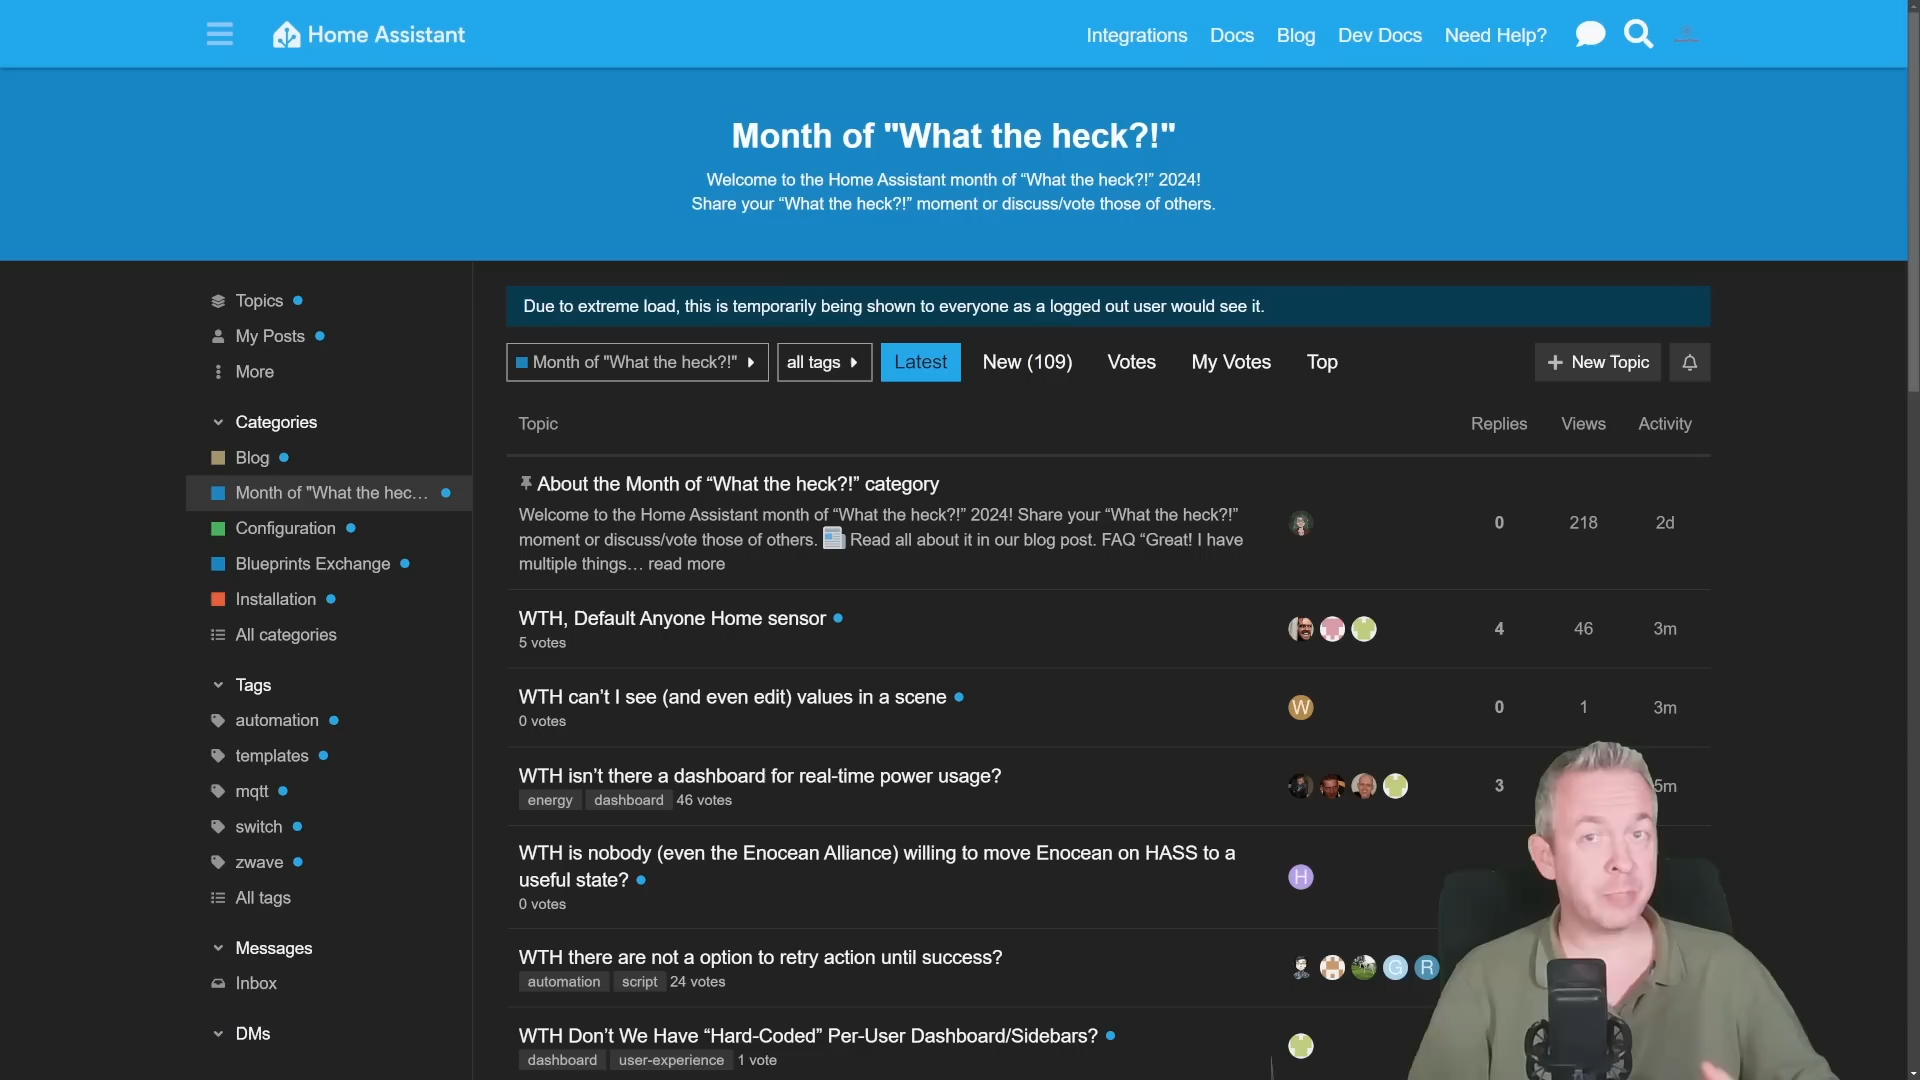 Home Assistant
Integrations Docs Blog Dev Docs Need Help?
Month of "What the heck?!"
Welcome to the Home Assistant month of “What the heck?!” 2024!
Share your “What the heck?!” moment or discuss/vote those of others.
Topics
My Posts
More
Categories
Blog
Month of "What the hec…
Configuration
Blueprints Exchange
Installation
All categories
Tags
automation
templates
mqtt
switch
zwave
All tags
Messages
Inbox
DMs
Due to extreme load, this is temporarily being shown to everyone as a logged out user would see it.
Month of "What the heck?!" all tags Latest New (109) Votes My Votes Top New Topic
Topic Replies Views Activity
About the Month of “What the heck?!” category
Welcome to the Home Assistant month of “What the heck?!” 2024! Share your “What the heck?!”
moment or discuss/vote those of others. Read all about it in our blog post. FAQ “Great! I have
multiple things… read more
0 218 2d
WTH, Default Anyone Home sensor
5 votes
4 46 3m
WTH can’t I see (and even edit) values in a scene
0 votes
W
0 1 3m
WTH isn’t there a dashboard for real-time power usage?
energy dashboard 46 votes
3 5m
WTH is nobody (even the Enocean Alliance) willing to move Enocean on HASS to a
useful state?
0 votes
H
WTH there are not a option to retry action until success?
automation script 24 votes
G R
WTH Don’t We Have “Hard-Coded” Per-User Dashboard/Sidebars?
dashboard user-experience 1 vote